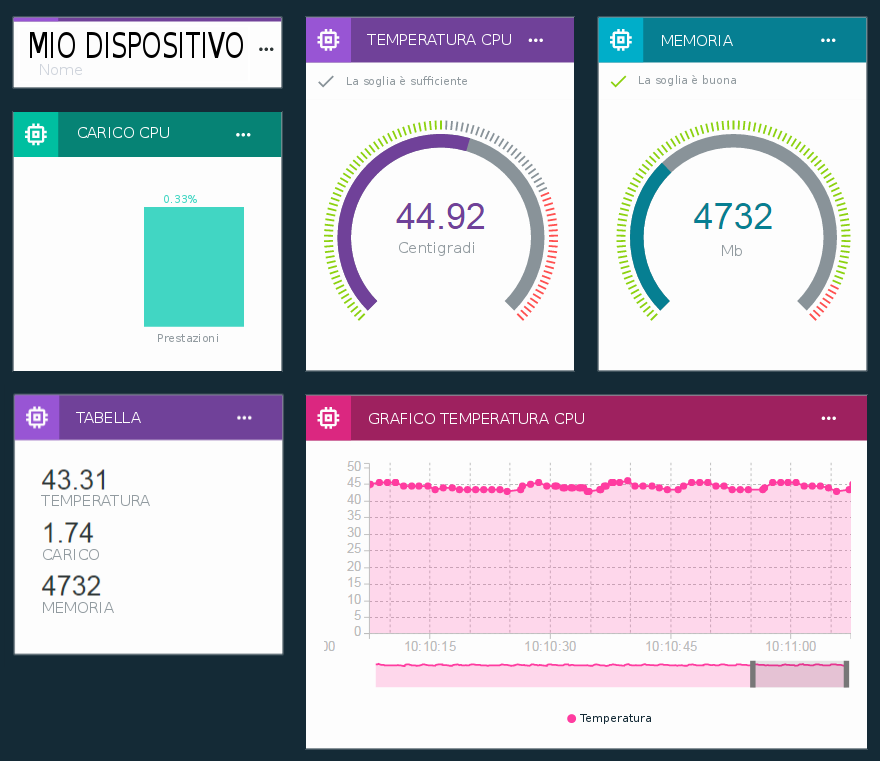 MIO DISPOSITIVO
Nome
TEMPERATURA CPU
La soglia è sufficiente
44.92
Centigradi
MEMORIA
La soglia è buona
4732
Mb
CARICO CPU
0.33%
Prestazioni
TABELLA
43.31
TEMPERATURA
1.74
CARICO
4732
MEMORIA
GRAFICO TEMPERATURA CPU
50
45
40
35
30
25
20
15
10
5
0
00 10:10:15 10:10:30 10:10:45 10:11:00
Temperatura